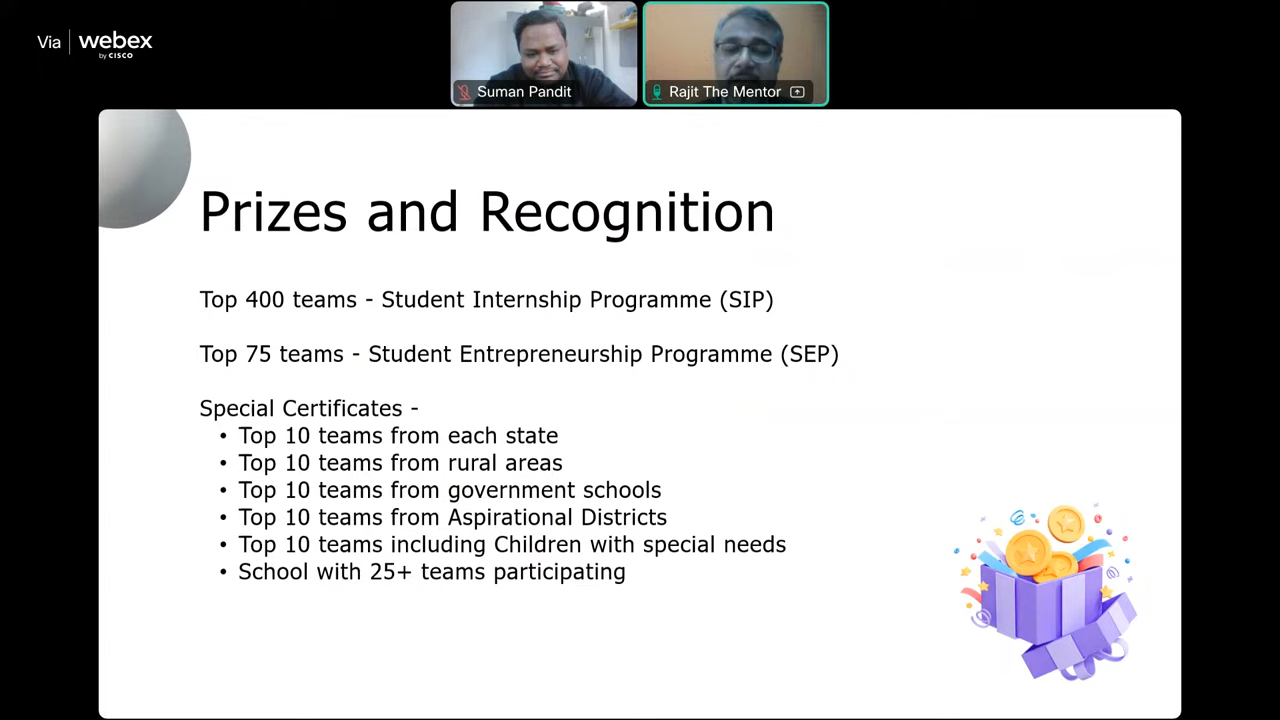 Via webex
by CISCO
Suman Pandit
Rajit The Mentor
Prizes and Recognition
Top 400 teams - Student Internship Programme (SIP)
Top 75 teams - Student Entrepreneurship Programme (SEP)
Special Certificates -
• Top 10 teams from each state
• Top 10 teams from rural areas
• Top 10 teams from government schools
• Top 10 teams from Aspirational Districts
• Top 10 teams including Children with special needs
• School with 25+ teams participating